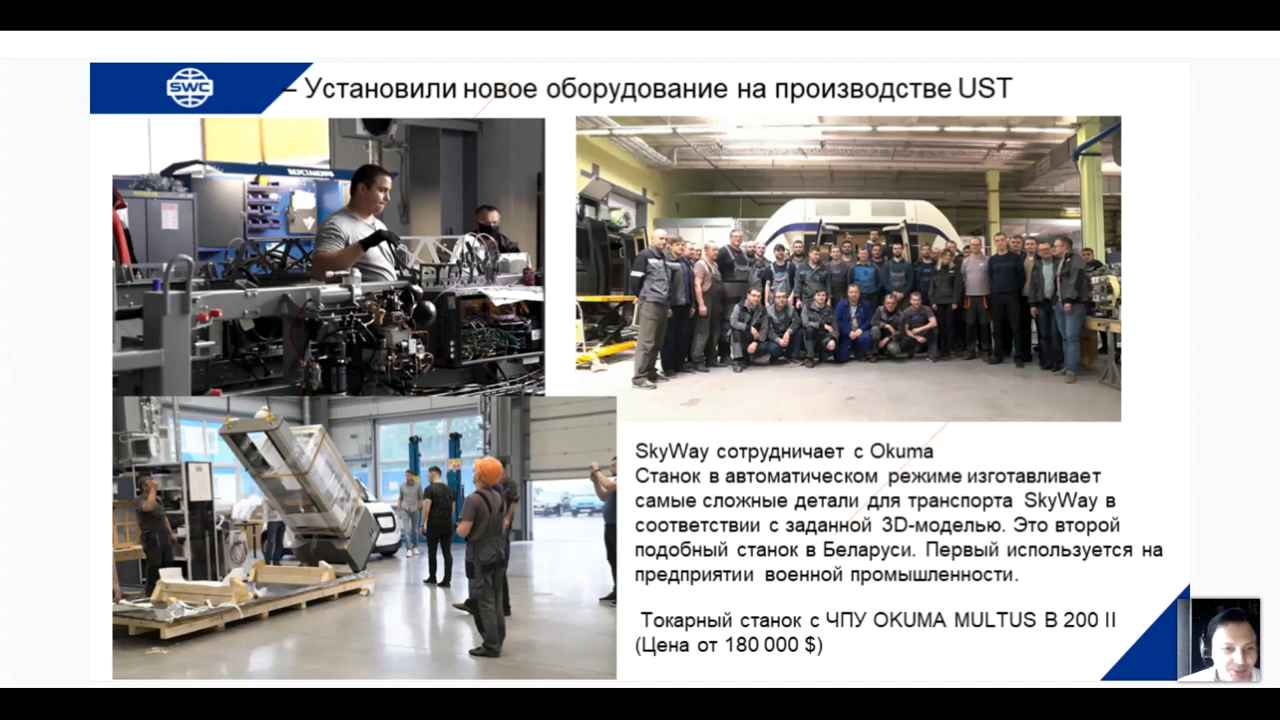 SWC
– Установили новое оборудование на производстве UST
SkyWay сотрудничает с Okuma
Станок в автоматическом режиме изготавливает
самые сложные детали для транспорта SkyWay в
соответствии с заданной 3D-моделью. Это второй
подобный станок в Беларуси. Первый используется на
предприятии военной промышленности.
Токарный станок с ЧПУ OKUMA MULTUS B 200 II
(Цена от 180 000 $)